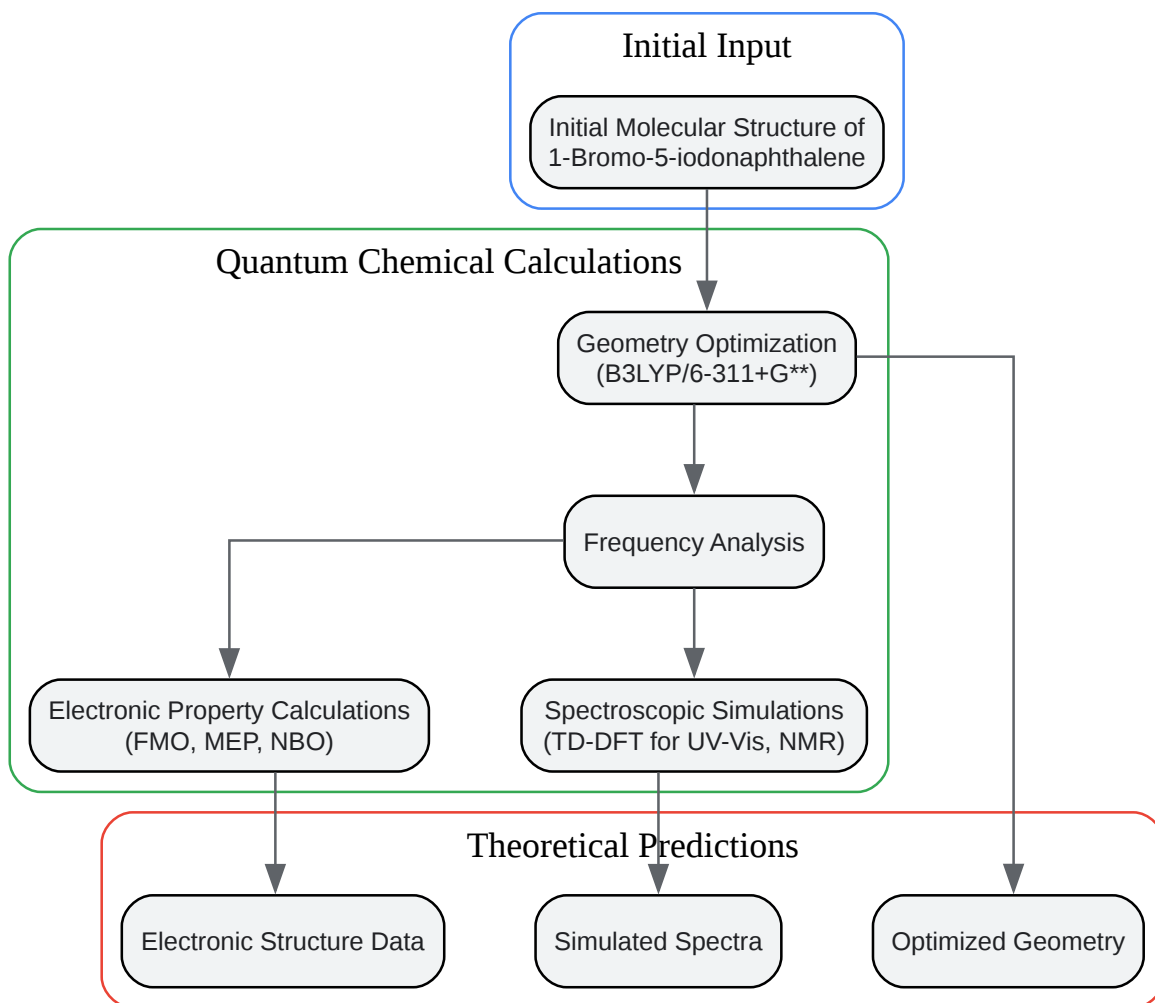 Initial Input
Initial Molecular Structure of
1-Bromo-5-iodonaphthalene
Quantum Chemical Calculations
Geometry Optimization
(B3LYP/6-311+G**)
Frequency Analysis
Electronic Property Calculations
(FMO, MEP, NBO)
Spectroscopic Simulations
(TD-DFT for UV-Vis, NMR)
Theoretical Predictions
Electronic Structure Data
Simulated Spectra
Optimized Geometry